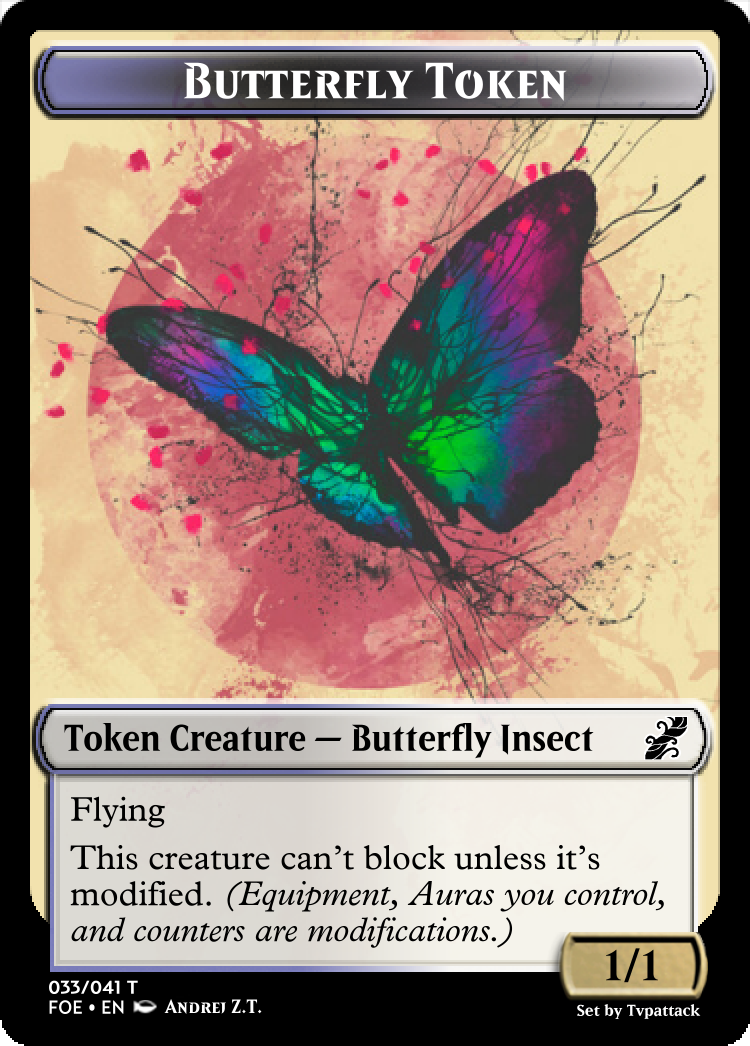 Butterfly Token
Token Creature — Butterfly Insect
Flying
This creature can't block unless it's
modified. (Equipment, Auras you control,
and counters are modifications.)
1/1
033/041 T
FOE • EN Andrej Z.T.
Set by Tvpattack